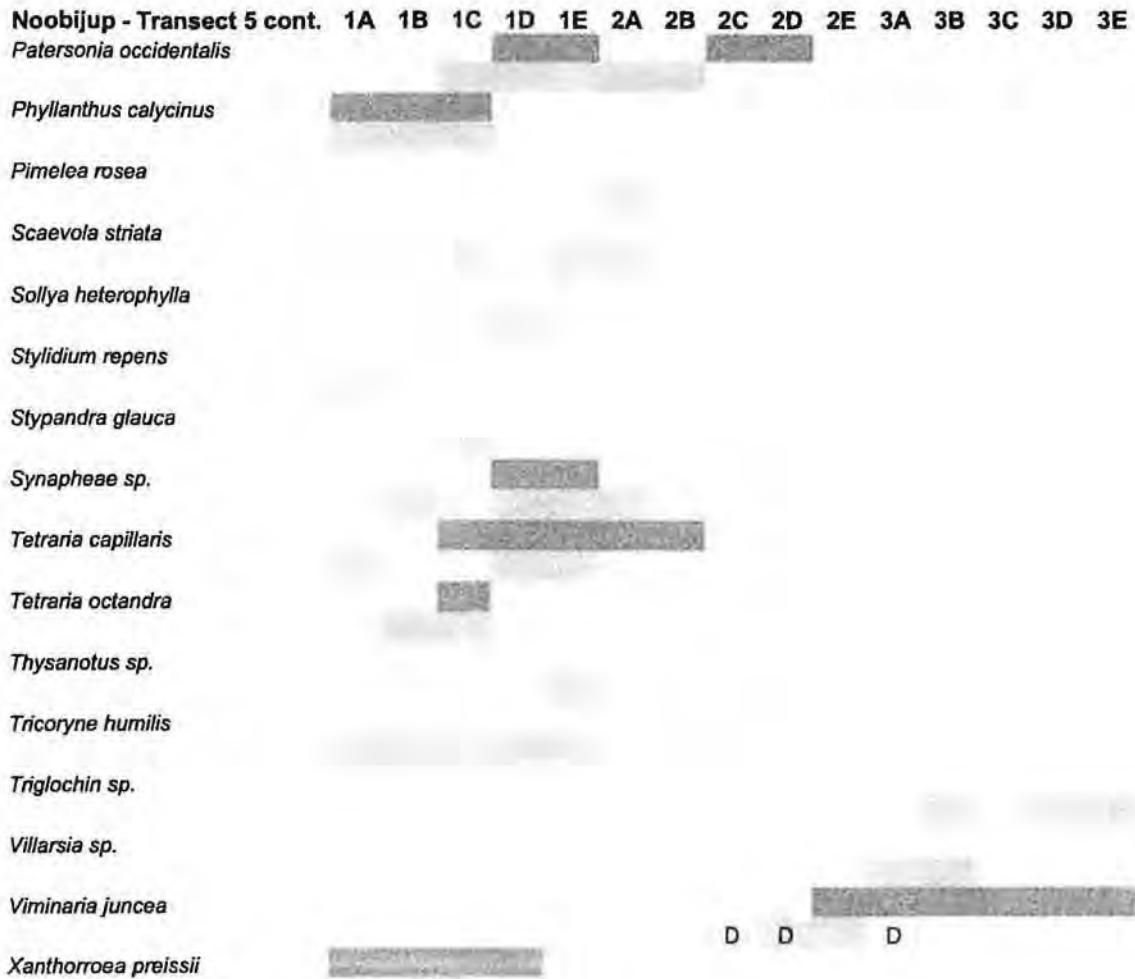 Noobijup - Transect 5 cont. 1A 1B 1C 1D 1E 2A 2B 2C 2D 2E 3A 3B 3C 3D 3E
Patersonia occidentalis
Phyllanthus calycinus
Pimelea rosea
Scaevola striata
Sollya heterophylla
Stylidium repens
Stypandra glauca
Synapheae sp.
Tetraria capillaris
Tetraria octandra
Thysanotus sp.
Tricoryne humilis
Triglochin sp.
Villarsia sp.
Viminaria juncea
D D D
Xanthorroea preissii